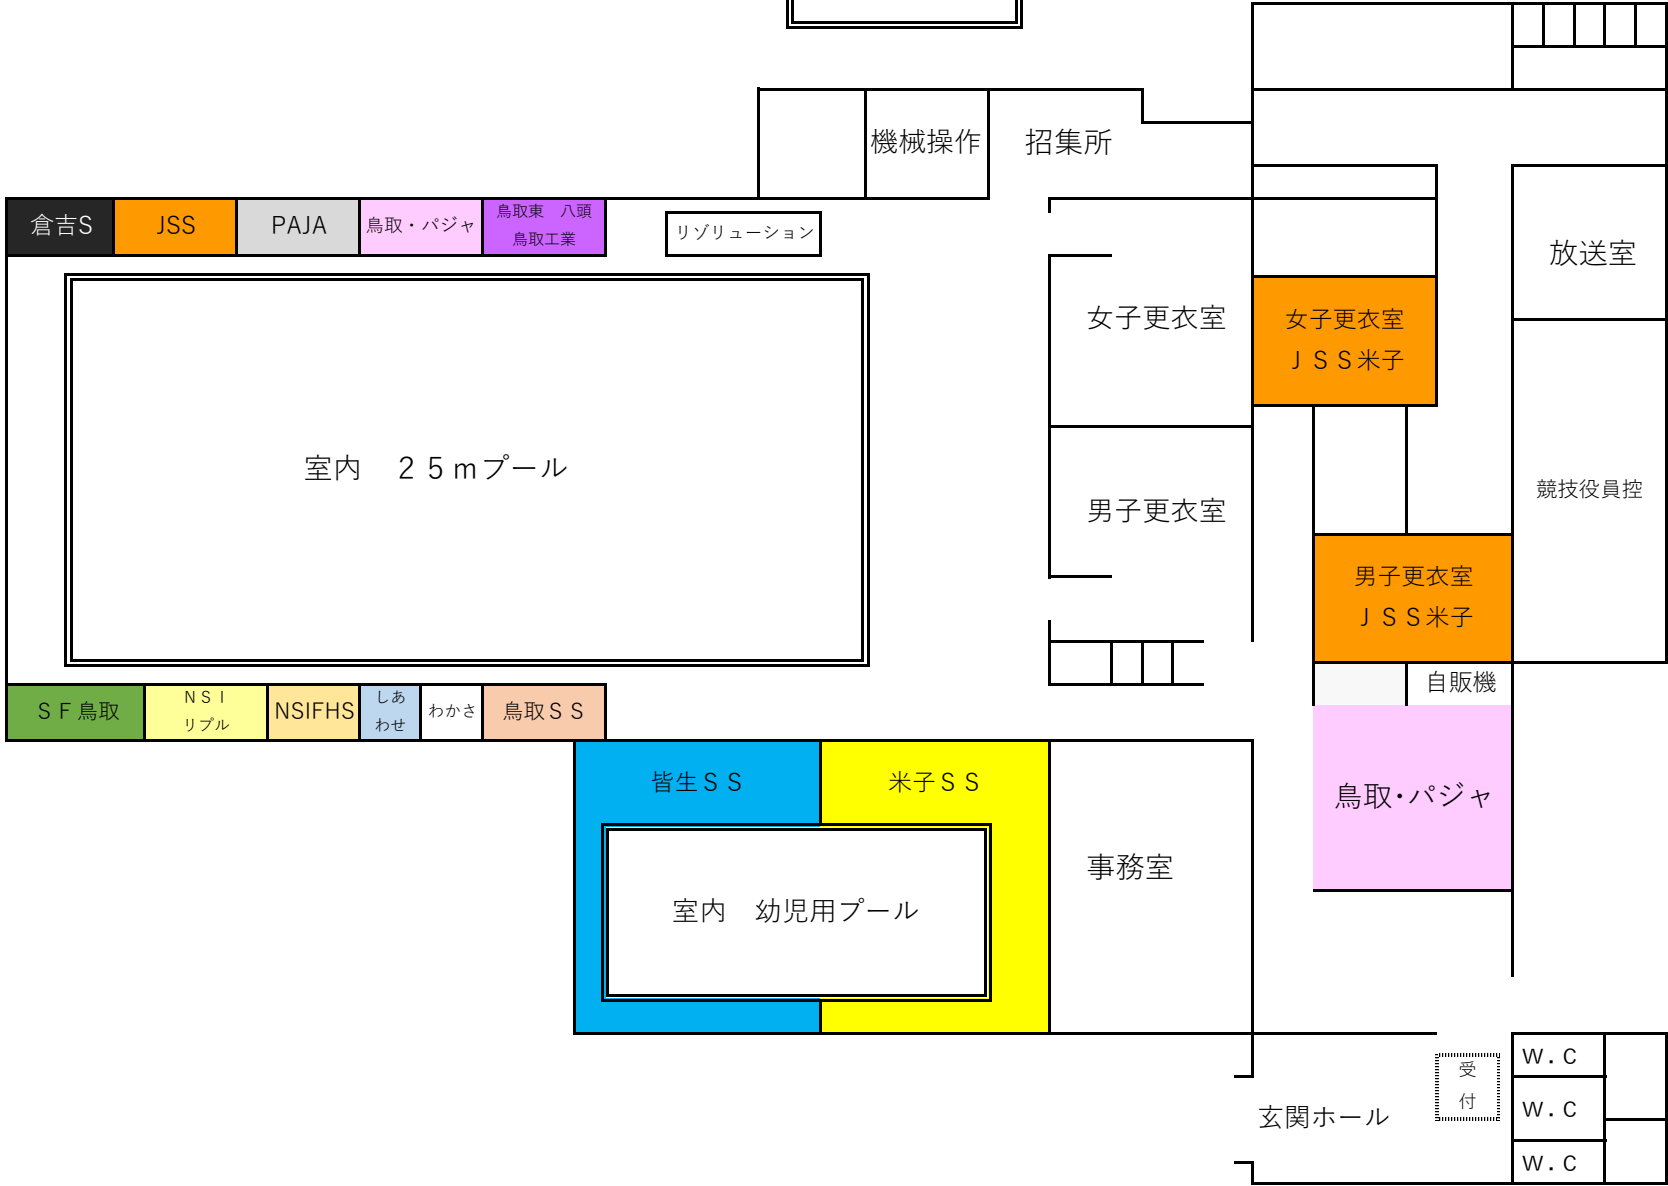 機械操作
招集所
倉吉S
JSS
PAJA
鳥取・パジャ
鳥取東　八頭
鳥取工業
リゾリューション
放送室
女子更衣室
女子更衣室
ＪＳＳ米子
室内　２５ｍプール
男子更衣室
競技役員控
男子更衣室
ＪＳＳ米子
自販機
ＳＦ鳥取
ＮＳＩ
リブル
NSIFHS
しあ
わせ
わかさ
鳥取ＳＳ
皆生ＳＳ
米子ＳＳ
鳥取・パジャ
事務室
室内　幼児用プール
受
付
玄関ホール
ｗ.ｃ
ｗ.ｃ
ｗ.ｃ